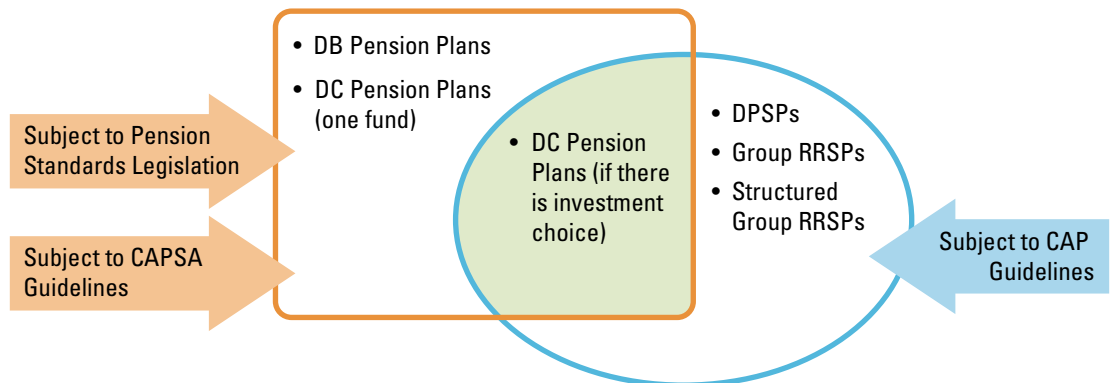 • DB Pension Plans
• DC Pension Plans
(one fund)
Subject to Pension
Standards Legislation
Subject to CAPSA
Guidelines
• DC Pension
Plans (if there
is investment
choice)
• DPSPs
• Group RRSPs
• Structured
Group RRSPs
Subject to CAP
Guidelines